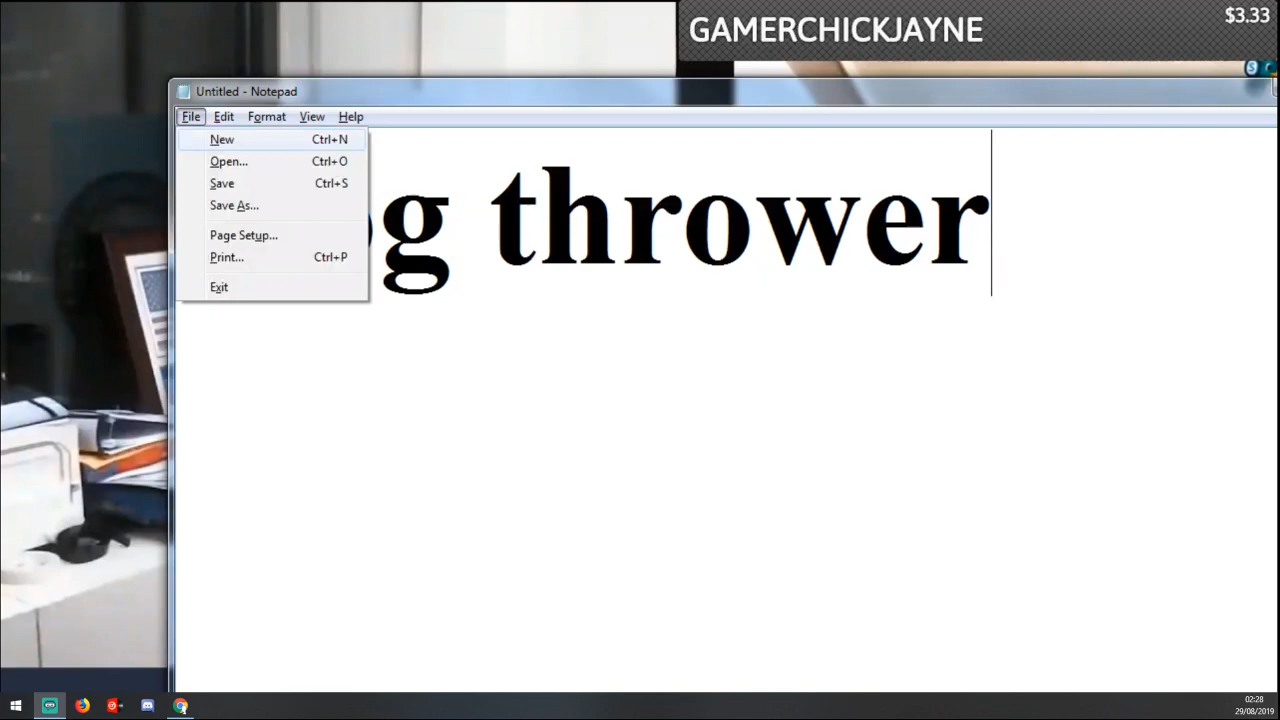 GAMERCHICKJAYNE
$3.33
Untitled - Notepad
File Edit Format View Help
New Ctrl+N
Open... Ctrl+O
Save Ctrl+S
Save As...
Page Setup...
Print... Ctrl+P
Exit
thrower
02:28
29/08/2019